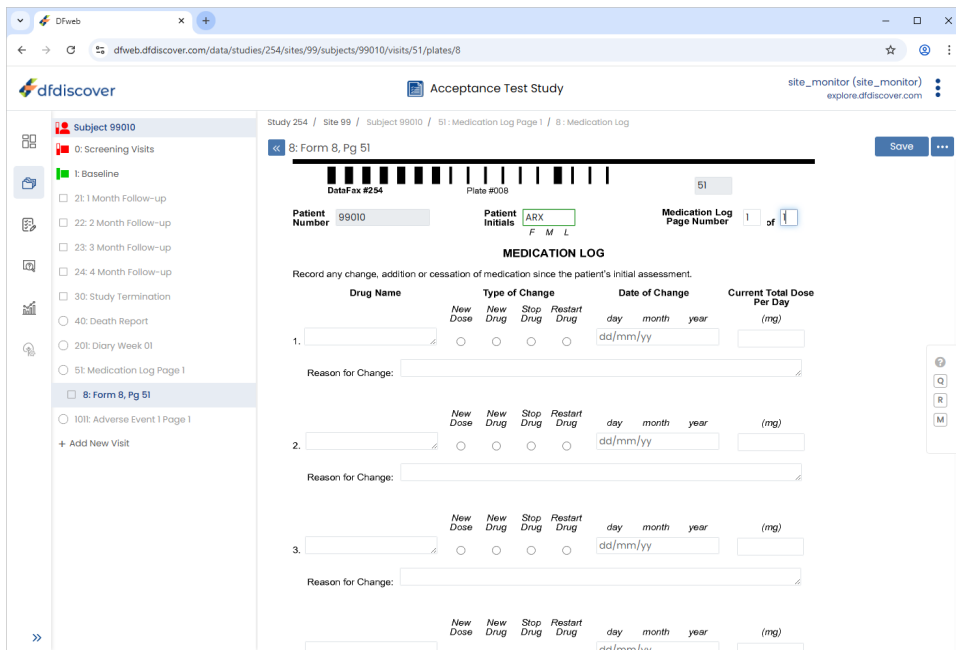 DFweb
dfweb.dfdiscover.com/data/studies/254/sites/99/subjects/99010/visits/51/plates/8
dfdiscover
Acceptance Test Study
site_monitor (site_monitor)
explore.dfdiscover.com
Subject 99010
0: Screening Visits
1: Baseline
21: 1 Month Follow-up
22: 2 Month Follow-up
23: 3 Month Follow-up
24: 4 Month Follow-up
30: Study Termination
40: Death Report
201: Diary Week 01
51: Medication Log Page 1
8: Form 8, Pg 51
1011: Adverse Event 1 Page 1
+ Add New Visit
Study 254 / Site 99 / Subject 99010 / 51 : Medication Log Page 1 / 8 : Medication Log
8: Form 8, Pg 51
Save
DataFax #254 Plate #008 51
Patient Number 99010 Patient Initials ARX Medication Log Page Number 1 of 1
F M L
MEDICATION LOG
Record any change, addition or cessation of medication since the patient's initial assessment.
Drug Name Type of Change Date of Change Current Total Dose Per Day
New Dose New Drug Stop Drug Restart Drug day month year (mg)
1. dd/mm/yy
Reason for Change:
New Dose New Drug Stop Drug Restart Drug day month year (mg)
2. dd/mm/yy
Reason for Change:
New Dose New Drug Stop Drug Restart Drug day month year (mg)
3. dd/mm/yy
Reason for Change:
New Dose New Drug Stop Drug Restart Drug day month year (mg)
dd/mm/yy
Q
R
M